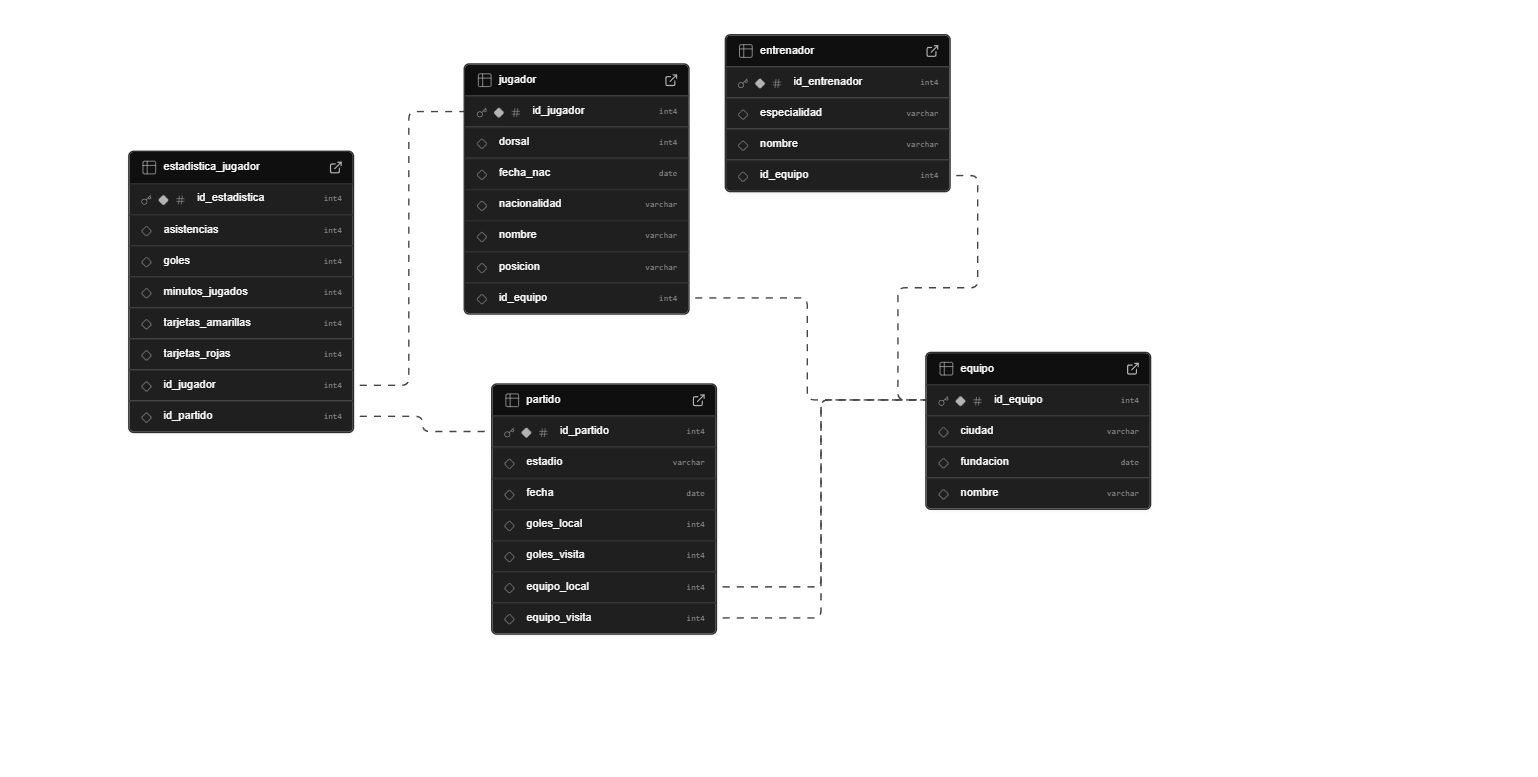 estadistica_jugador
# id_estadistica int4
asistencias int4
goles int4
minutos_jugados int4
tarjetas_amarillas int4
tarjetas_rojas int4
id_jugador int4
id_partido int4
jugador
# id_jugador int4
dorsal int4
fecha_nac date
nacionalidad varchar
nombre varchar
posicion varchar
id_equipo int4
entrenador
# id_entrenador int4
especialidad varchar
nombre varchar
id_equipo int4
partido
# id_partido int4
estadio varchar
fecha date
goles_local int4
goles_visita int4
equipo_local int4
equipo_visita int4
equipo
# id_equipo int4
ciudad varchar
fundacion date
nombre varchar